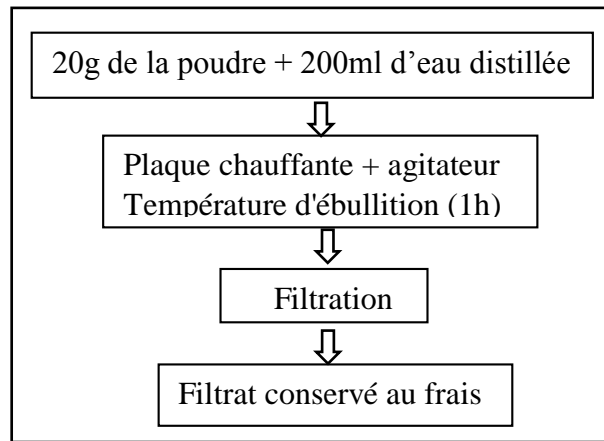 20g de la poudre + 200ml d’eau distillée
Plaque chauffante + agitateur
Température d'ébullition (1h)
Filtration
Filtrat conservé au frais